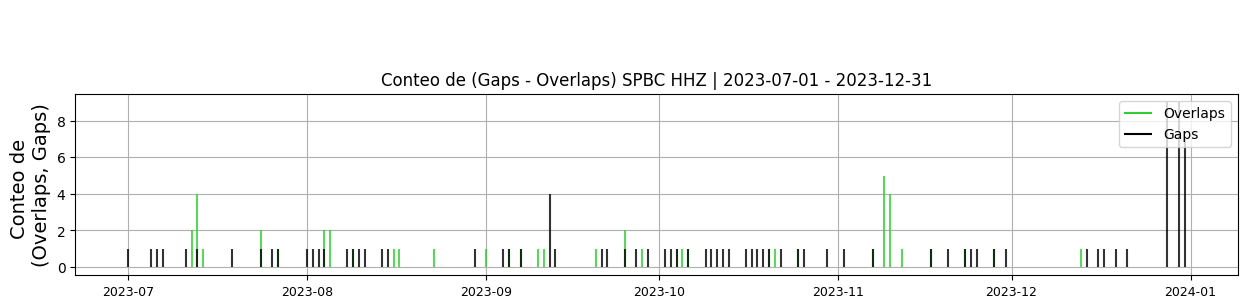 Conteo de (Gaps - Overlaps) SPBC HHZ | 2023-07-01 - 2023-12-31
Conteo de
(Overlaps, Gaps)
8
6
4
2
0
Overlaps
Gaps
2023-07
2023-08
2023-09
2023-10
2023-11
2023-12
2024-01